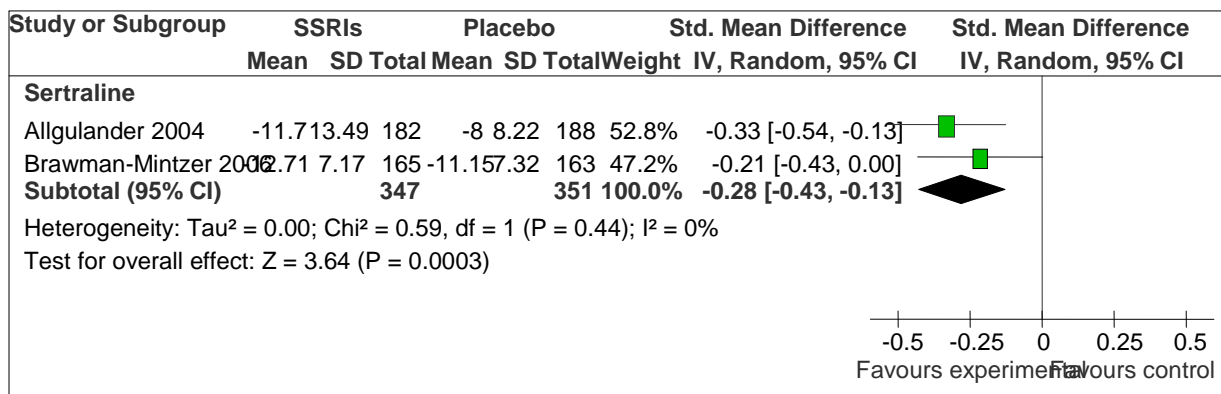 Study or Subgroup SSRIs Placebo Std. Mean Difference Std. Mean Difference
Mean SD Total Mean SD Total Weight IV, Random, 95% CI IV, Random, 95% CI
Sertraline
Allgulander 2004 -11.7 13.49 182 -8 8.22 188 52.8% -0.33 [-0.54, -0.13]
Brawman-Mintzer 2006 -12.71 7.17 165 -11.15 7.32 163 47.2% -0.21 [-0.43, 0.00]
Subtotal (95% CI) 347 351 100.0% -0.28 [-0.43, -0.13]
Heterogeneity: Tau² = 0.00; Chi² = 0.59, df = 1 (P = 0.44); I² = 0%
Test for overall effect: Z = 3.64 (P = 0.0003)
-0.5 -0.25 0 0.25 0.5
Favours experimental Favours control